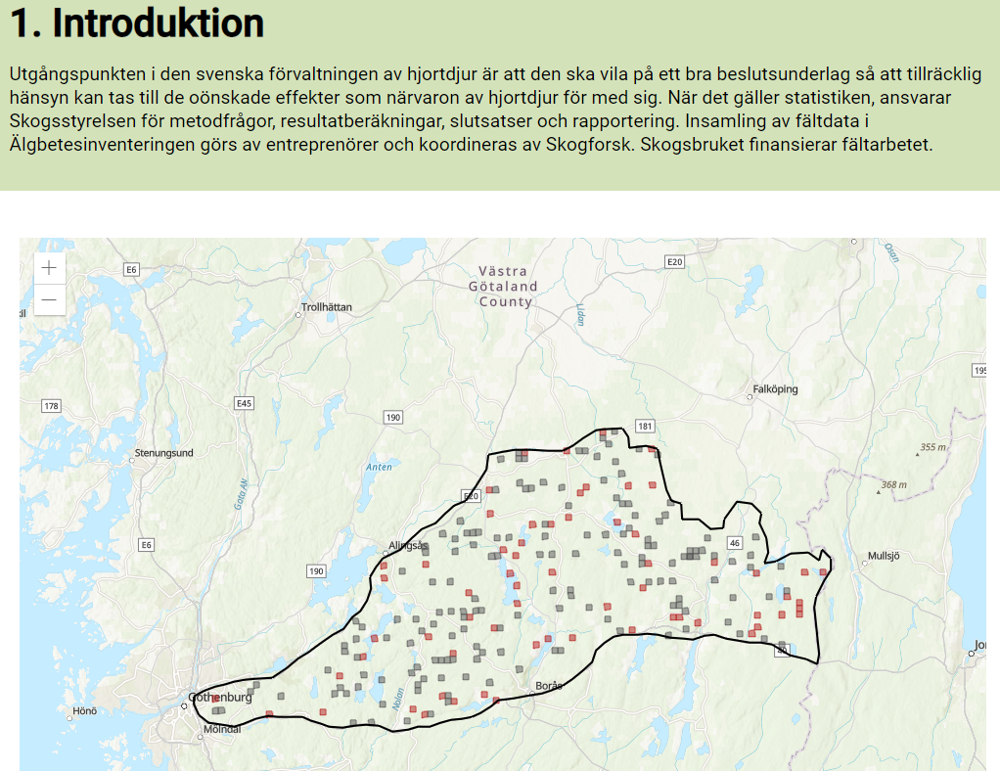 1. Introduktion
Utgångspunkten i den svenska förvaltningen av hjortdjur är att den ska vila på ett bra beslutsunderlag så att tillräcklig
hänsyn kan tas till de oönskade effekter som närvaron av hjortdjur för med sig. När det gäller statistiken, ansvarar
Skogsstyrelsen för metodfrågor, resultatberäkningar, slutsatser och rapportering. Insamling av fältdata i
Älgbetesinventeringen görs av entreprenörer och koordineras av Skogforsk. Skogsbruket finansierar fältarbetet.
+
−
E6
E20
Osan
Västra
Götaland
County
Trollhättan
Lidan
195
Falköping
178
E45
190
181
Stenungsund
355 m
Anten
368 m
Göta Älv
E20
E6
Alingsås
46
Mullsjö
190
Jo
40
Borås
Gothenburg
Nolån
Hönö
Mölndal